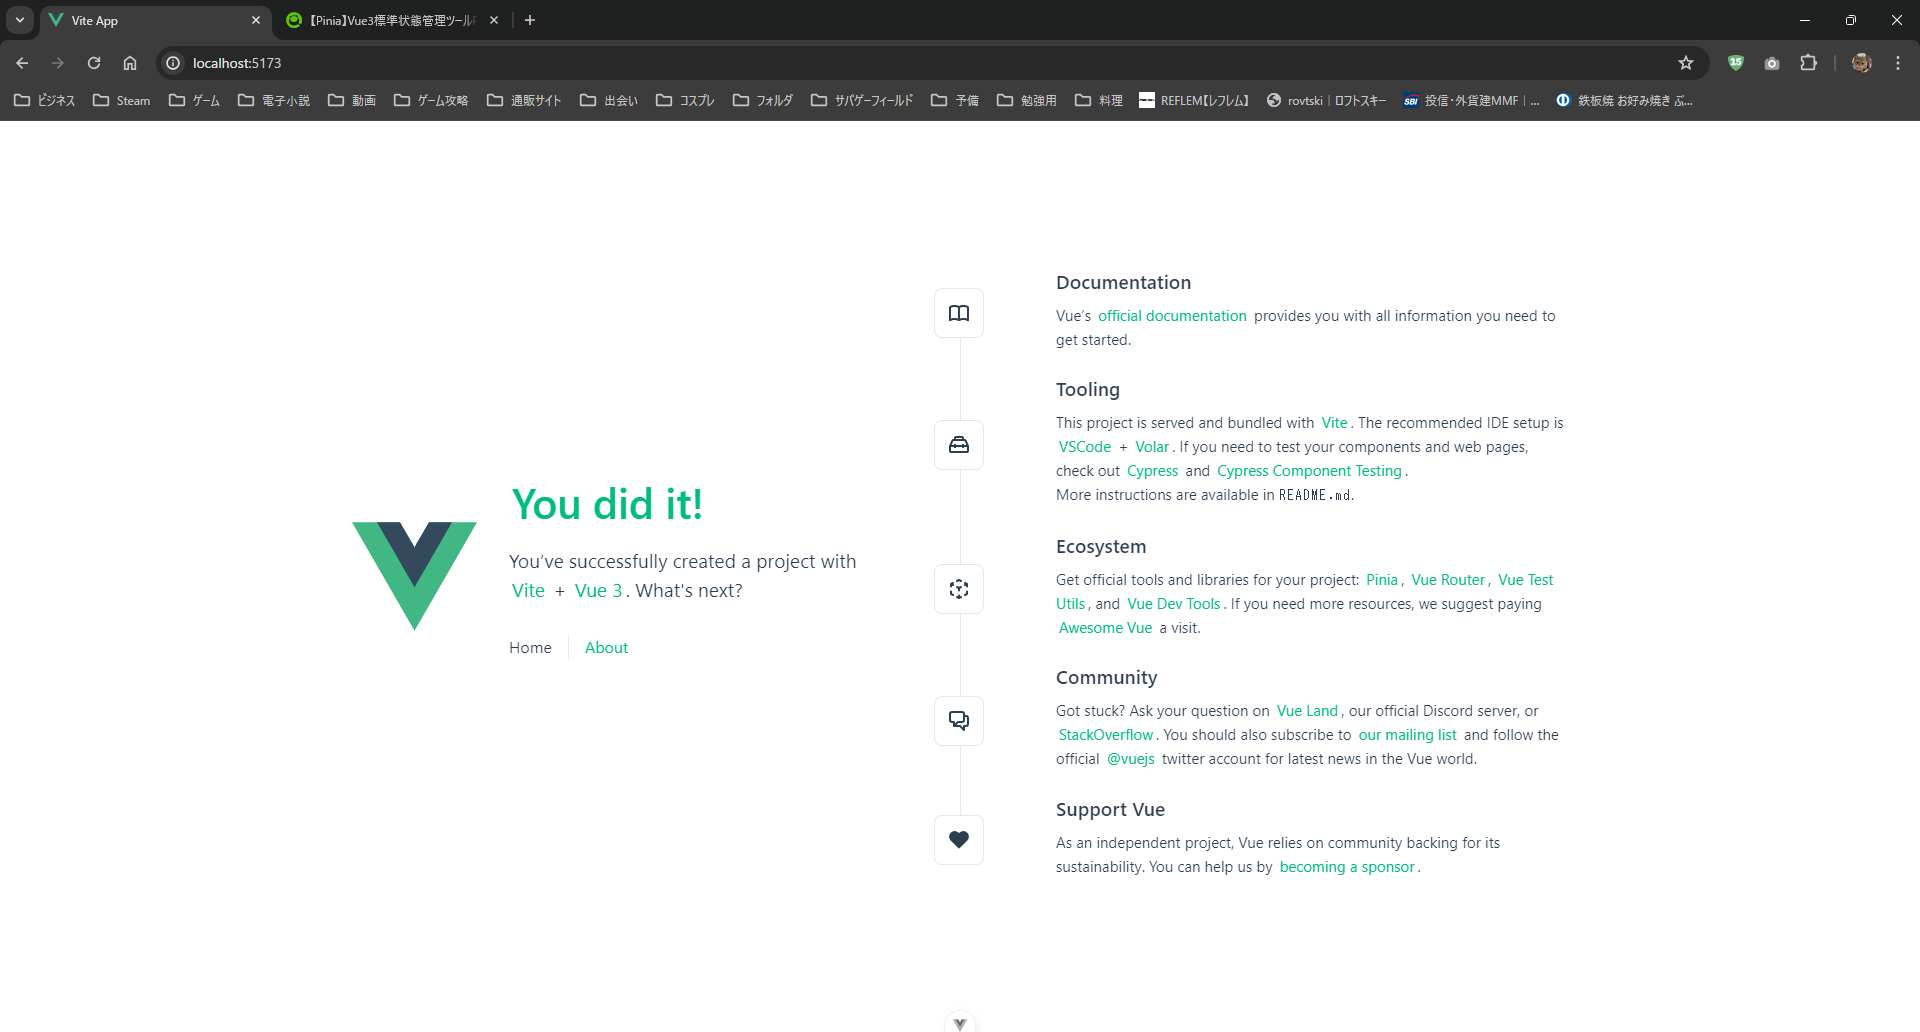 Vite App
【Pinia】Vue3標準状態管理ツール
localhost:5173
15
ビジネス Steam ゲーム 電子小説 動画 ゲーム攻略 通販サイト 出会い コスプレ フォルダ サバゲーフィールド 予備 勉強用 料理 REFLEM【レフレム】 rovtski | ロフトスキー SBI 投信・外貨建MMF | ... 鉄板焼 お好み焼き ぶ...
You did it!
You’ve successfully created a project with
Vite + Vue 3. What's next?
Home About
Documentation
Vue’s official documentation provides you with all information you need to
get started.
Tooling
This project is served and bundled with Vite. The recommended IDE setup is
VSCode + Volar. If you need to test your components and web pages,
check out Cypress and Cypress Component Testing.
More instructions are available in README.md.
Ecosystem
Get official tools and libraries for your project: Pinia, Vue Router, Vue Test
Utils, and Vue Dev Tools. If you need more resources, we suggest paying
Awesome Vue a visit.
Community
Got stuck? Ask your question on Vue Land, our official Discord server, or
StackOverflow. You should also subscribe to our mailing list and follow the
official @vuejs twitter account for latest news in the Vue world.
Support Vue
As an independent project, Vue relies on community backing for its
sustainability. You can help us by becoming a sponsor.